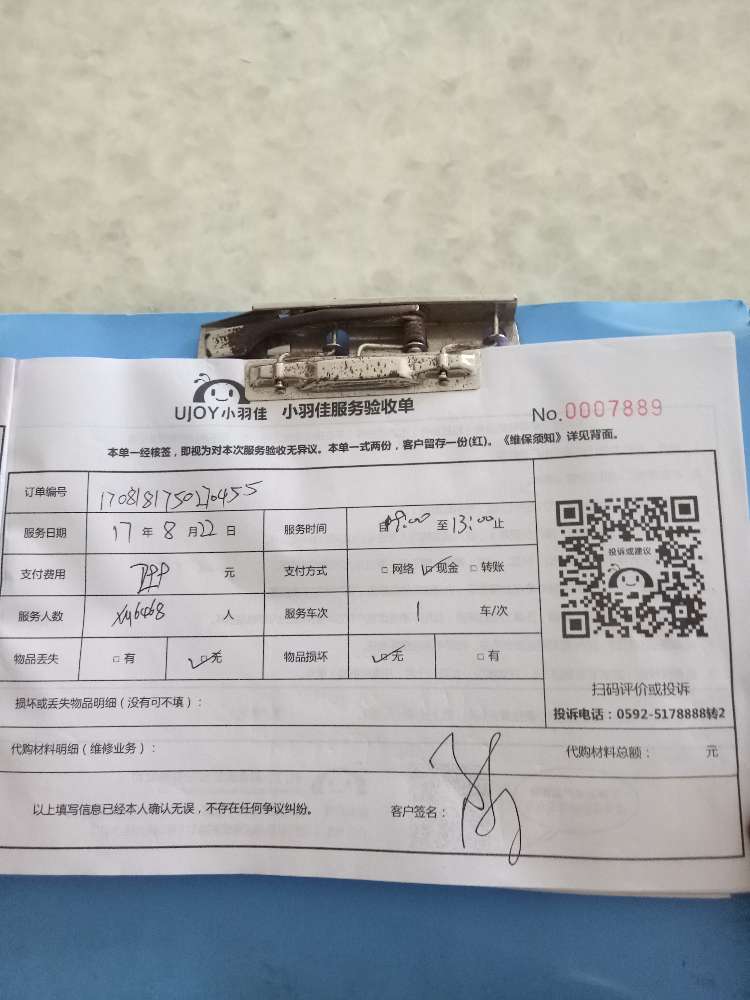 UJOY小羽佳 小羽佳服务验收单 No.0007889
本单一经核签，即视为对本次服务验收无异议。本单一式两份，客户留存一份(红)。《维保须知》详见背面。
订单编号 1708181750270455
服务日期 17 年 8 月 22 日 服务时间 自 09:00 至 13:00 止
支付费用 元 支付方式 □ 网络 ☑ 现金 □ 转账
服务人数 人 服务车次 1 车/次
物品丢失 □ 有 ☑ 无 物品损坏 ☑ 无 □ 有
投诉或建议
扫码评价或投诉
投诉电话：0592-5178888转2
损坏或丢失物品明细（没有可不填）：
代购材料明细（维修业务）： 代购材料总额： 元
以上填写信息已经本人确认无误，不存在任何争议纠纷。 客户签名：